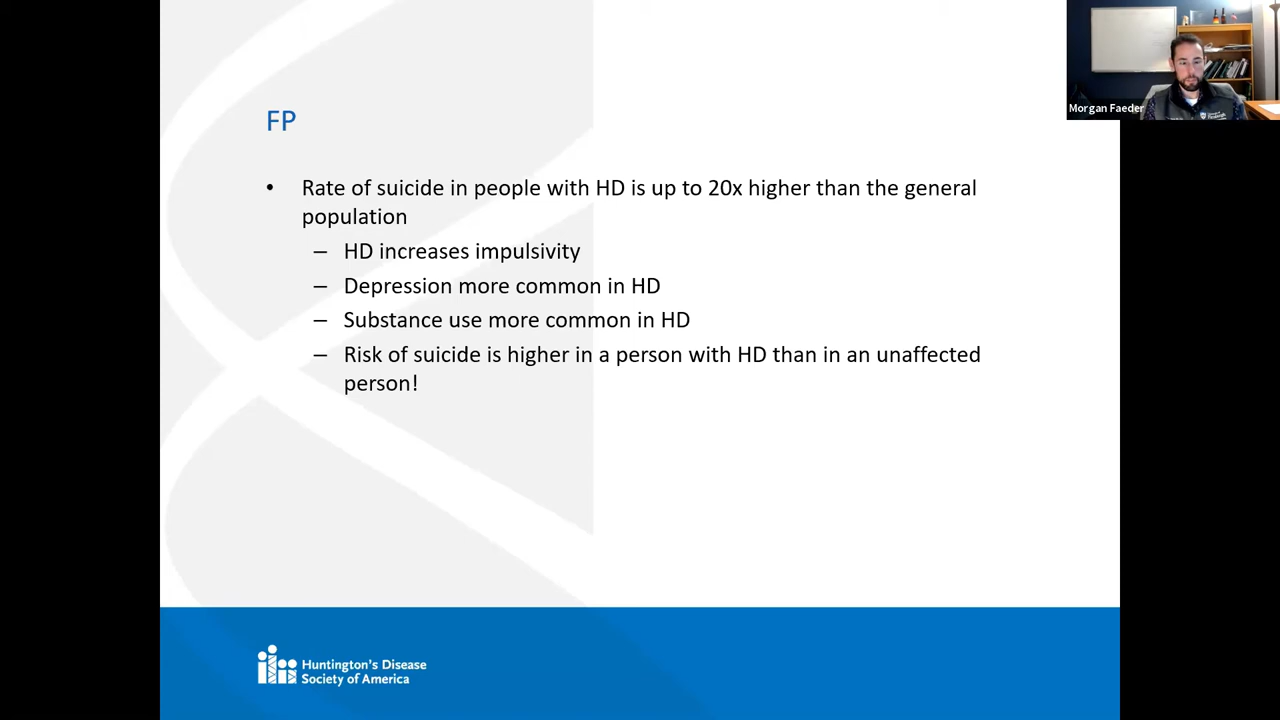 FP
• Rate of suicide in people with HD is up to 20x higher than the general
population
– HD increases impulsivity
– Depression more common in HD
– Substance use more common in HD
– Risk of suicide is higher in a person with HD than in an unaffected
person!
Morgan Faeder
Huntington's Disease
Society of America